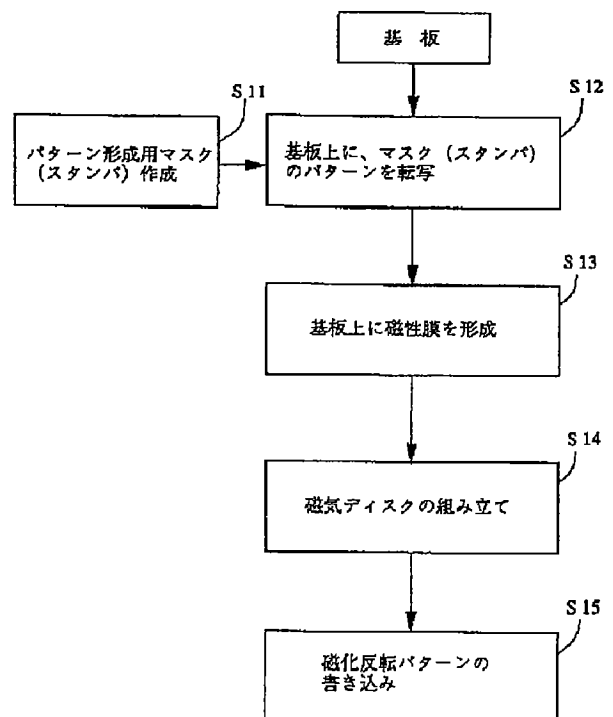 基 板
S 11
S 12
パターン形成用マスク
(スタンパ) 作成
基板上に、マスク (スタンパ)
のパターンを転写
S 13
基板上に磁性膜を形成
S 14
磁気ディスクの組み立て
S 15
磁化反転パターンの
書き込み